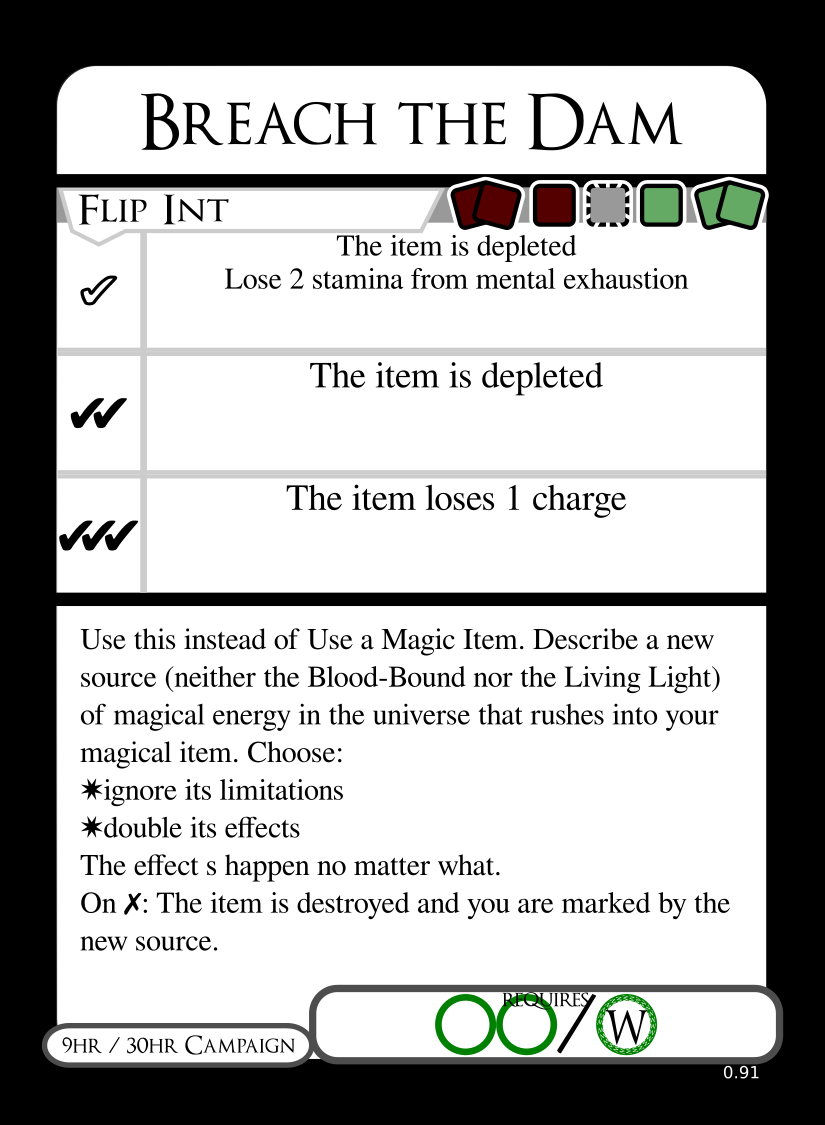 BREACH THE DAM
FLIP INT
✓
The item is depleted
Lose 2 stamina from mental exhaustion
✔✔
The item is depleted
✔✔✔
The item loses 1 charge
Use this instead of Use a Magic Item. Describe a new
source (neither the Blood-Bound nor the Living Light)
of magical energy in the universe that rushes into your
magical item. Choose:
✷ignore its limitations
✷double its effects
The effect s happen no matter what.
On ✗: The item is destroyed and you are marked by the
new source.
REQUIRES
/ W
9HR / 30HR CAMPAIGN
0.91